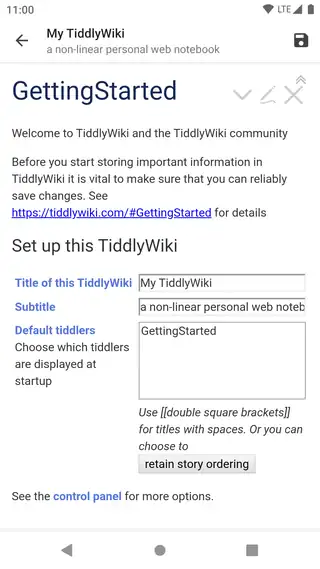 11:00
LTE
My TiddlyWiki
a non-linear personal web notebook
GettingStarted
Welcome to TiddlyWiki and the TiddlyWiki community
Before you start storing important information in
TiddlyWiki it is vital to make sure that you can reliably
save changes. See
https://tiddlywiki.com/#GettingStarted for details
Set up this TiddlyWiki
Title of this TiddlyWiki My TiddlyWiki
Subtitle a non-linear personal web noteb
Default tiddlers GettingStarted
Choose which tiddlers
are displayed at
startup
Use [[double square brackets]]
for titles with spaces. Or you can
choose to
retain story ordering
See the control panel for more options.